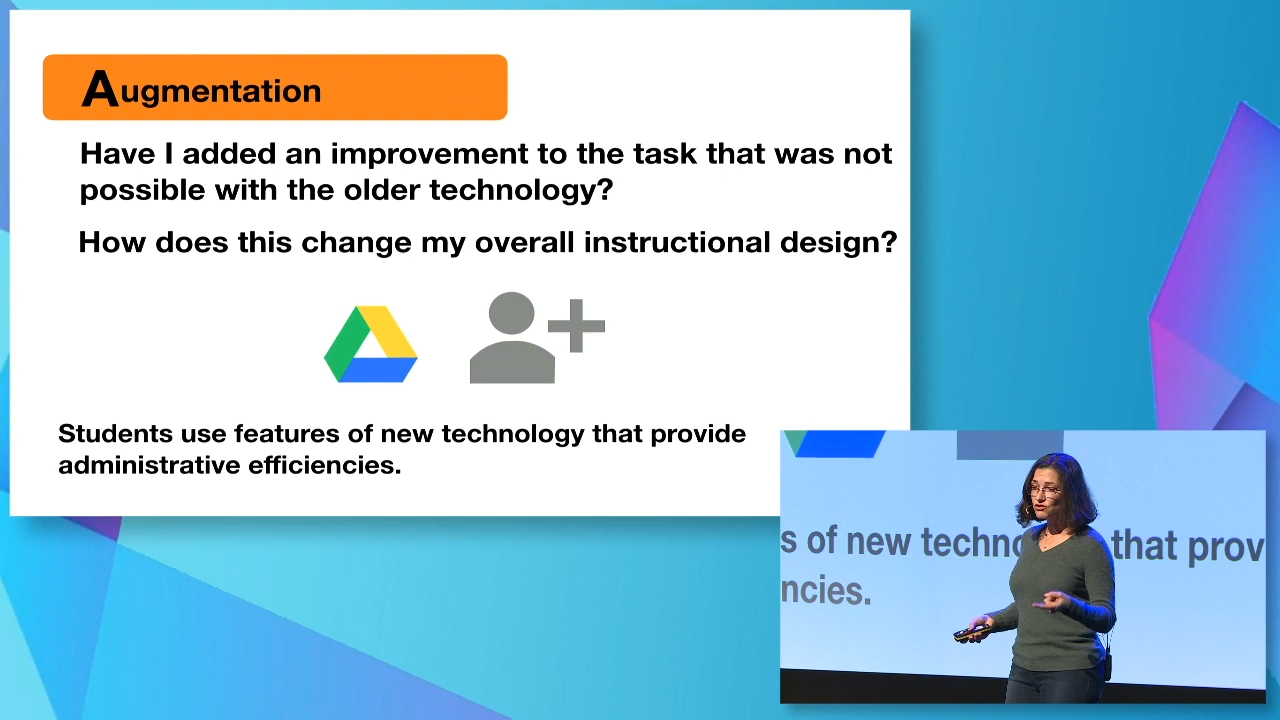 Augmentation
Have I added an improvement to the task that was not
possible with the older technology?
How does this change my overall instructional design?
Students use features of new technology that provide
administrative efficiencies.
s of new techno that prov
ncies.